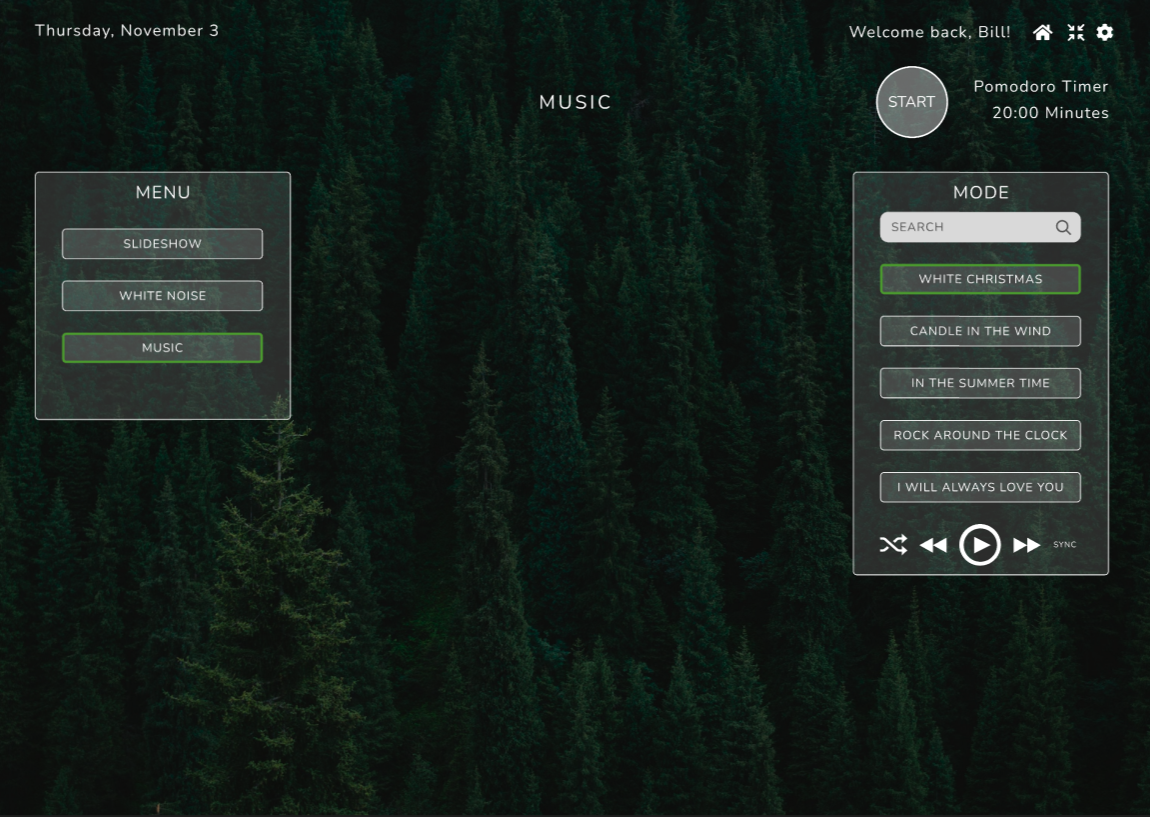 Thursday, November 3
Welcome back, Bill!
MUSIC
START
Pomodoro Timer
20:00 Minutes
MENU
SLIDESHOW
WHITE NOISE
MUSIC
MODE
SEARCH
WHITE CHRISTMAS
CANDLE IN THE WIND
IN THE SUMMER TIME
ROCK AROUND THE CLOCK
I WILL ALWAYS LOVE YOU
SYNC